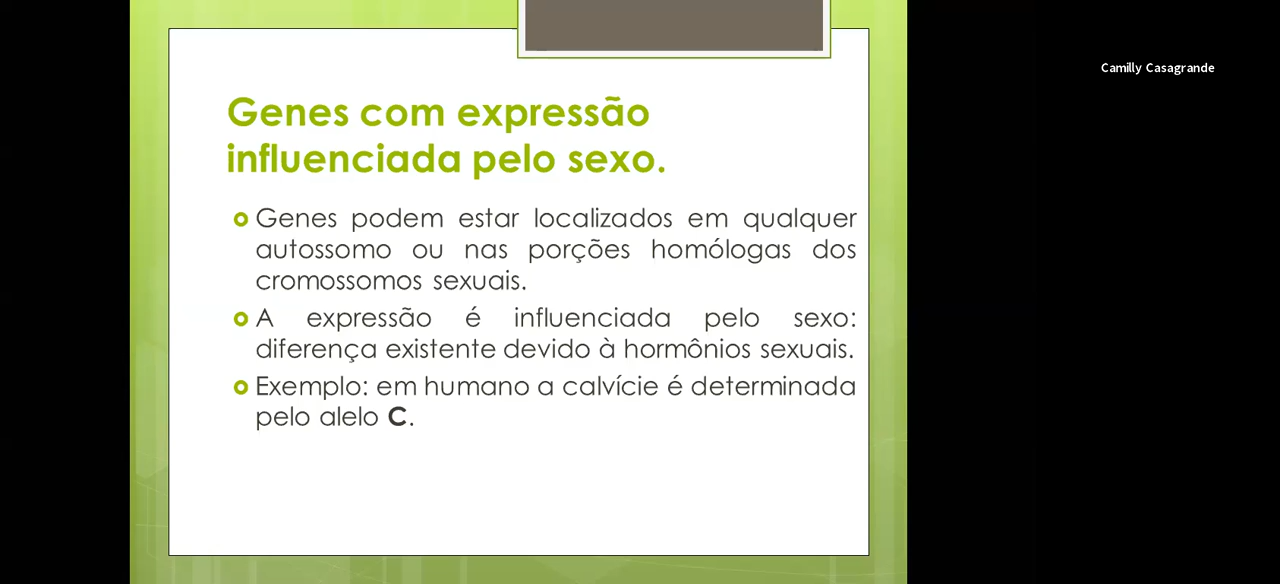 Camilly Casagrande
Genes com expressão
influenciada pelo sexo.
Genes podem estar localizados em qualquer
autossomo ou nas porções homólogas dos
cromossomos sexuais.
A expressão é influenciada pelo sexo:
diferença existente devido à hormônios sexuais.
Exemplo: em humano a calvície é determinada
pelo alelo C.